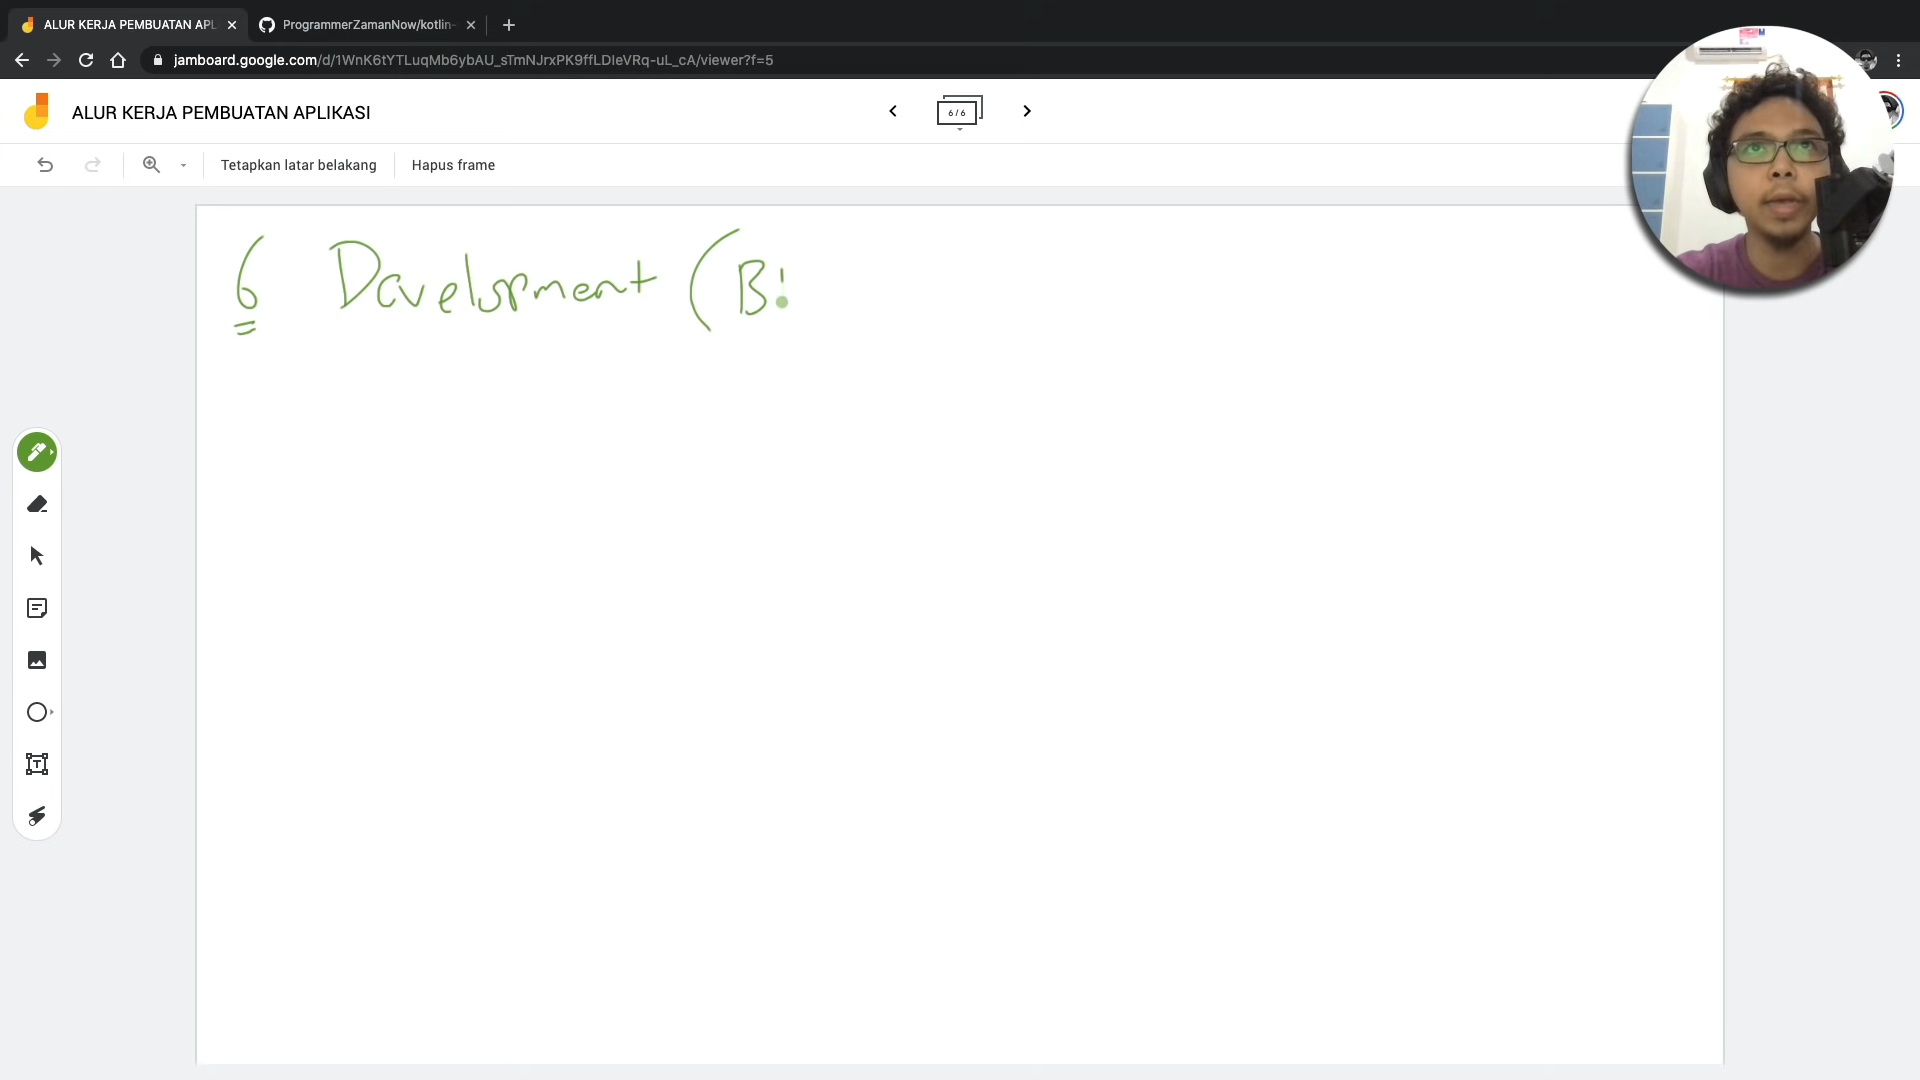 ALUR KERJA PEMBUATAN APL
ProgrammerZamanNow/kotlin-
jamboard.google.com/d/1WnK6tYTLuqMb6ybAU_sTmNJrxPK9ffLDIeVRq-uL_cA/viewer?f=5
ALUR KERJA PEMBUATAN APLIKASI
6/6
Tetapkan latar belakang
Hapus frame
6 Development (B